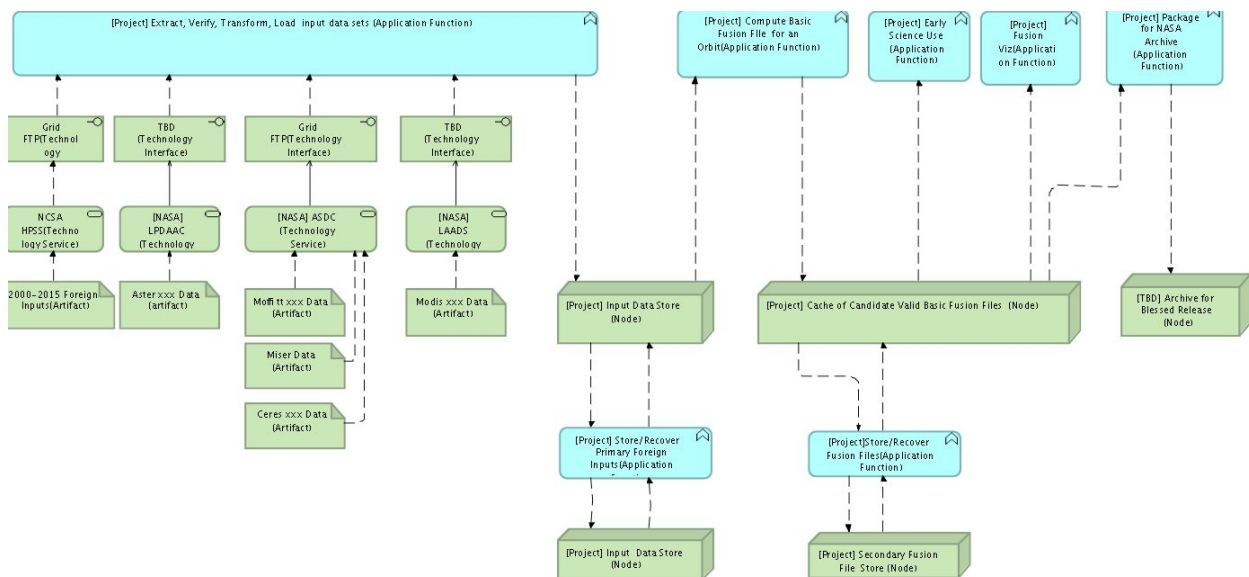 [Project] Extract, Verify, Transform, Load input data sets (Application Function)
[Project] Compute Basic
Fusion FIle for an
Orbit(Application Function)
[Project] Early
Science Use
(Application
Function)
[Project]
Fusion
Viz(Applicati
on Function)
[Project] Package
for NASA
Archive
(Application
Function)
Grid
FTP(Technol
ogy
TBD
(Technology
Interface)
Grid
FTP(Technology
Interface)
TBD
(Technology
Interface)
NCSA
HPSS(Techno
logy Service)
[NASA]
LPDAAC
(Technology
[NASA] ASDC
(Technology
Service)
[NASA]
LAADS
(Technology
2000-2015 Foreign
Inputs(Artifact)
Aster xxx Data
(artifact)
Moffitt xxx Data
(Artifact)
Modis xxx Data
(Artifact)
Miser Data
(Artifact)
Ceres xxx Data
(Artifact)
[Project] Input Data Store
(Node)
[Project] Cache of Candidate Valid Basic Fusion Files (Node)
[TBD] Archive for
Blessed Release
(Node)
[Project] Store/Recover
Primary Foreign
Inputs(Application
[Project]Store/Recover
Fusion Files(Application
Function)
[Project] Input Data Store
(Node)
[Project] Secondary Fusion
File Store (Node)